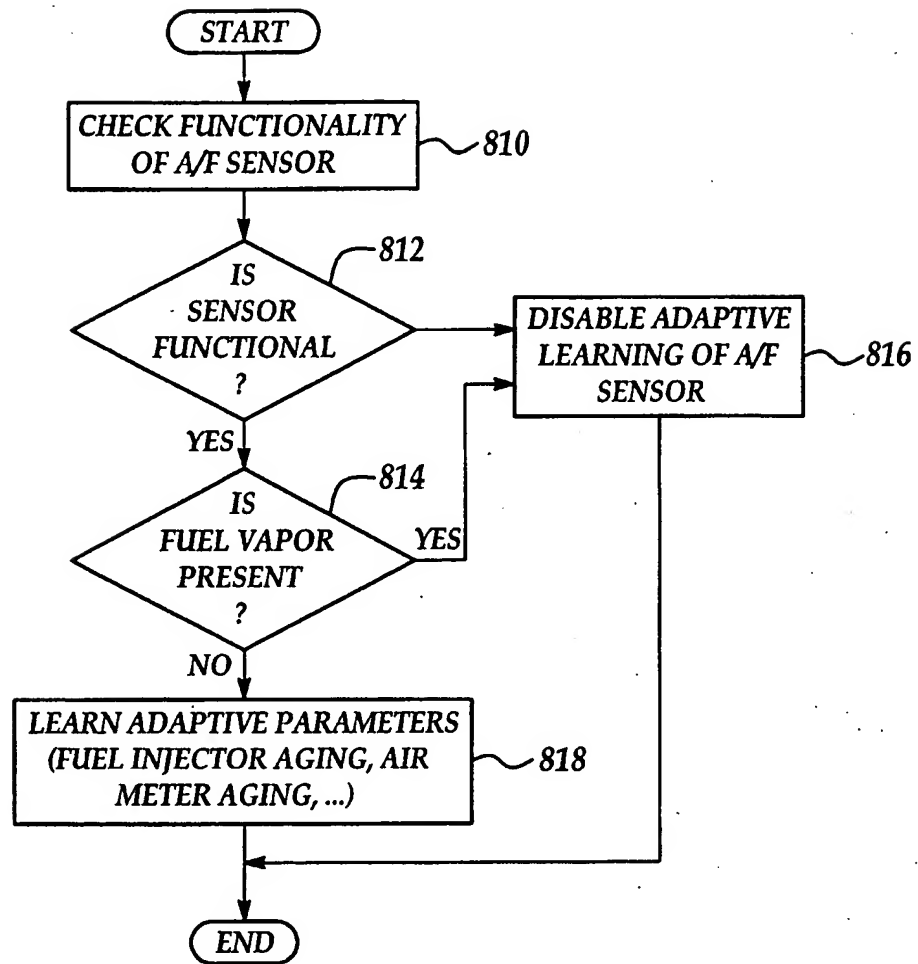 START
CHECK FUNCTIONALITY
OF A/F SENSOR
810
812
IS
SENSOR
FUNCTIONAL
?
DISABLE ADAPTIVE
LEARNING OF A/F
SENSOR
816
YES
814
IS
FUEL VAPOR
PRESENT
?
YES
NO
LEARN ADAPTIVE PARAMETERS
(FUEL INJECTOR AGING, AIR
METER AGING, ...)
818
END